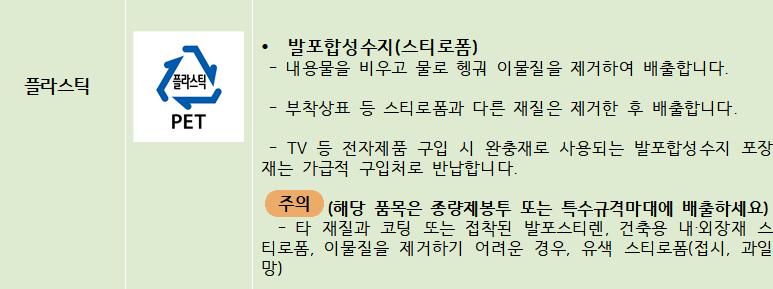 플라스틱
플라스틱
PET
• 발포합성수지(스티로폼)
- 내용물을 비우고 물로 헹궈 이물질을 제거하여 배출합니다.
- 부착상표 등 스티로폼과 다른 재질은 제거한 후 배출합니다.
- TV 등 전자제품 구입 시 완충재로 사용되는 발포합성수지 포장
재는 가급적 구입처로 반납합니다.
주의 (해당 품목은 종량제봉투 또는 특수규격마대에 배출하세요)
- 타 재질과 코팅 또는 접착된 발포스티렌, 건축용 내·외장재 스
티로폼, 이물질을 제거하기 어려운 경우, 유색 스티로폼(접시, 과일
망)